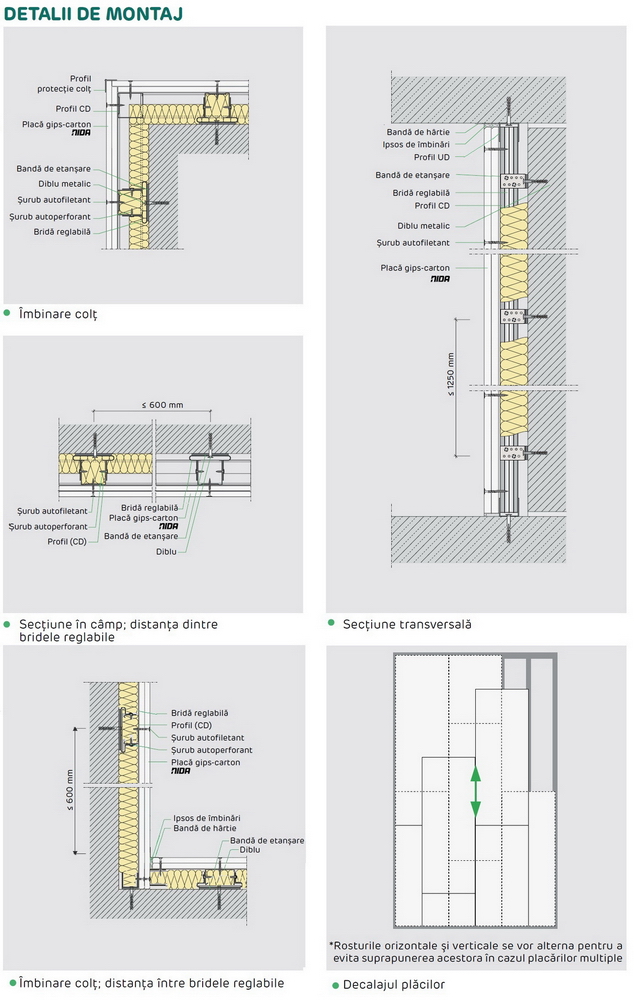 DETALII DE MONTAJ
Profil
protecție colț
Profil CD
Placă gips-carton
NIDA
Bandă de etanșare
Diblu metalic
Șurub autofiletant
Șurub autoperforant
Bridă reglabilă
Îmbinare colț
Bandă de hârtie
Ipsos de îmbinări
Profil UD
Bandă de etanșare
Bridă reglabilă
Profil CD
Diblu metalic
Șurub autofiletant
Placă gips-carton
NIDA
≤ 1250 mm
Secțiune transversală
≤ 600 mm
Șurub autofiletant
Șurub autoperforant
Profil (CD)
Bridă reglabilă
Placă gips-carton
NIDA
Bandă de etanșare
Diblu
Secțiune în câmp; distanța dintre
bridele reglabile
Bridă reglabilă
Profil (CD)
Șurub autofiletant
Șurub autoperforant
Placă gips-carton
NIDA
≤ 600 mm
Ipsos de îmbinări
Bandă de hârtie
Bandă de etanșare
Diblu
Îmbinare colț; distanța între bridele reglabile
*Rosturile orizontale și verticale se vor alterna pentru a
evita suprapunerea acestora în cazul placărilor multiple
Decalajul plăcilor